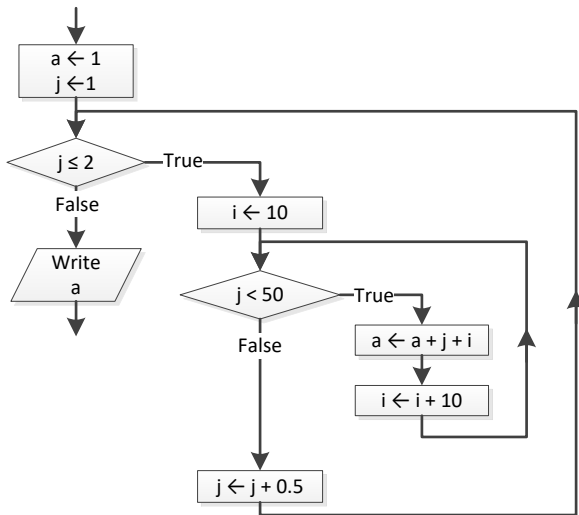 a ← 1
j ←1
j ≤ 2
True
False
i ← 10
Write
a
j < 50
True
False
a ← a + j + i
i ← i + 10
j ← j + 0.5